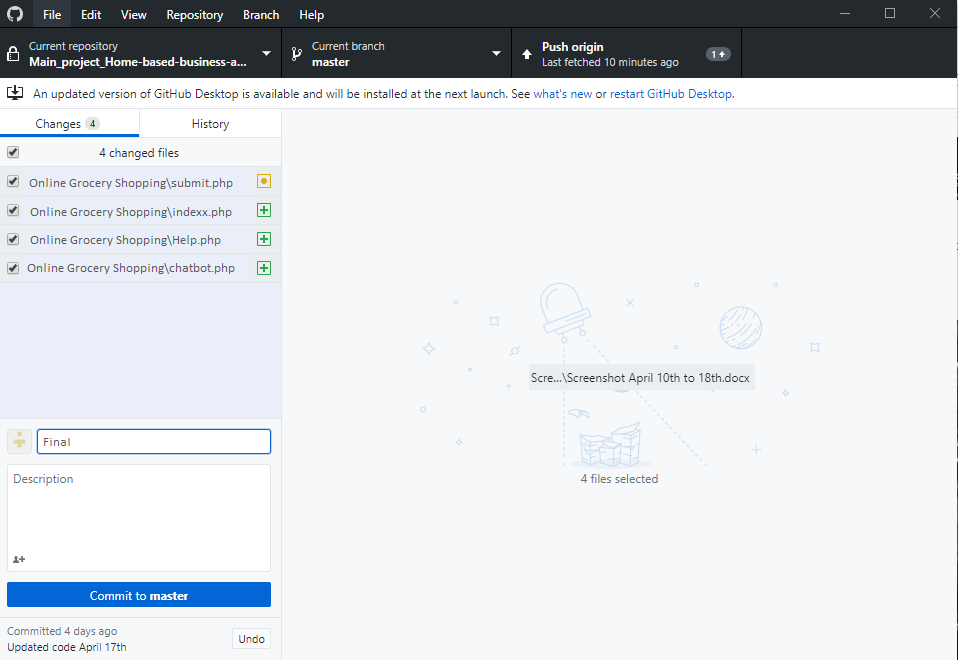 File Edit View Repository Branch Help
Current repository
Main_project_Home-based-business-a...
Current branch
master
Push origin
Last fetched 10 minutes ago
1
An updated version of GitHub Desktop is available and will be installed at the next launch. See what's new or restart GitHub Desktop.
Changes 4
History
4 changed files
Online Grocery Shopping\submit.php
Online Grocery Shopping\indexx.php
Online Grocery Shopping\Help.php
Online Grocery Shopping\chatbot.php
Scre...\Screenshot April 10th to 18th.docx
4 files selected
Final
Description
Commit to master
Committed 4 days ago
Updated code April 17th
Undo